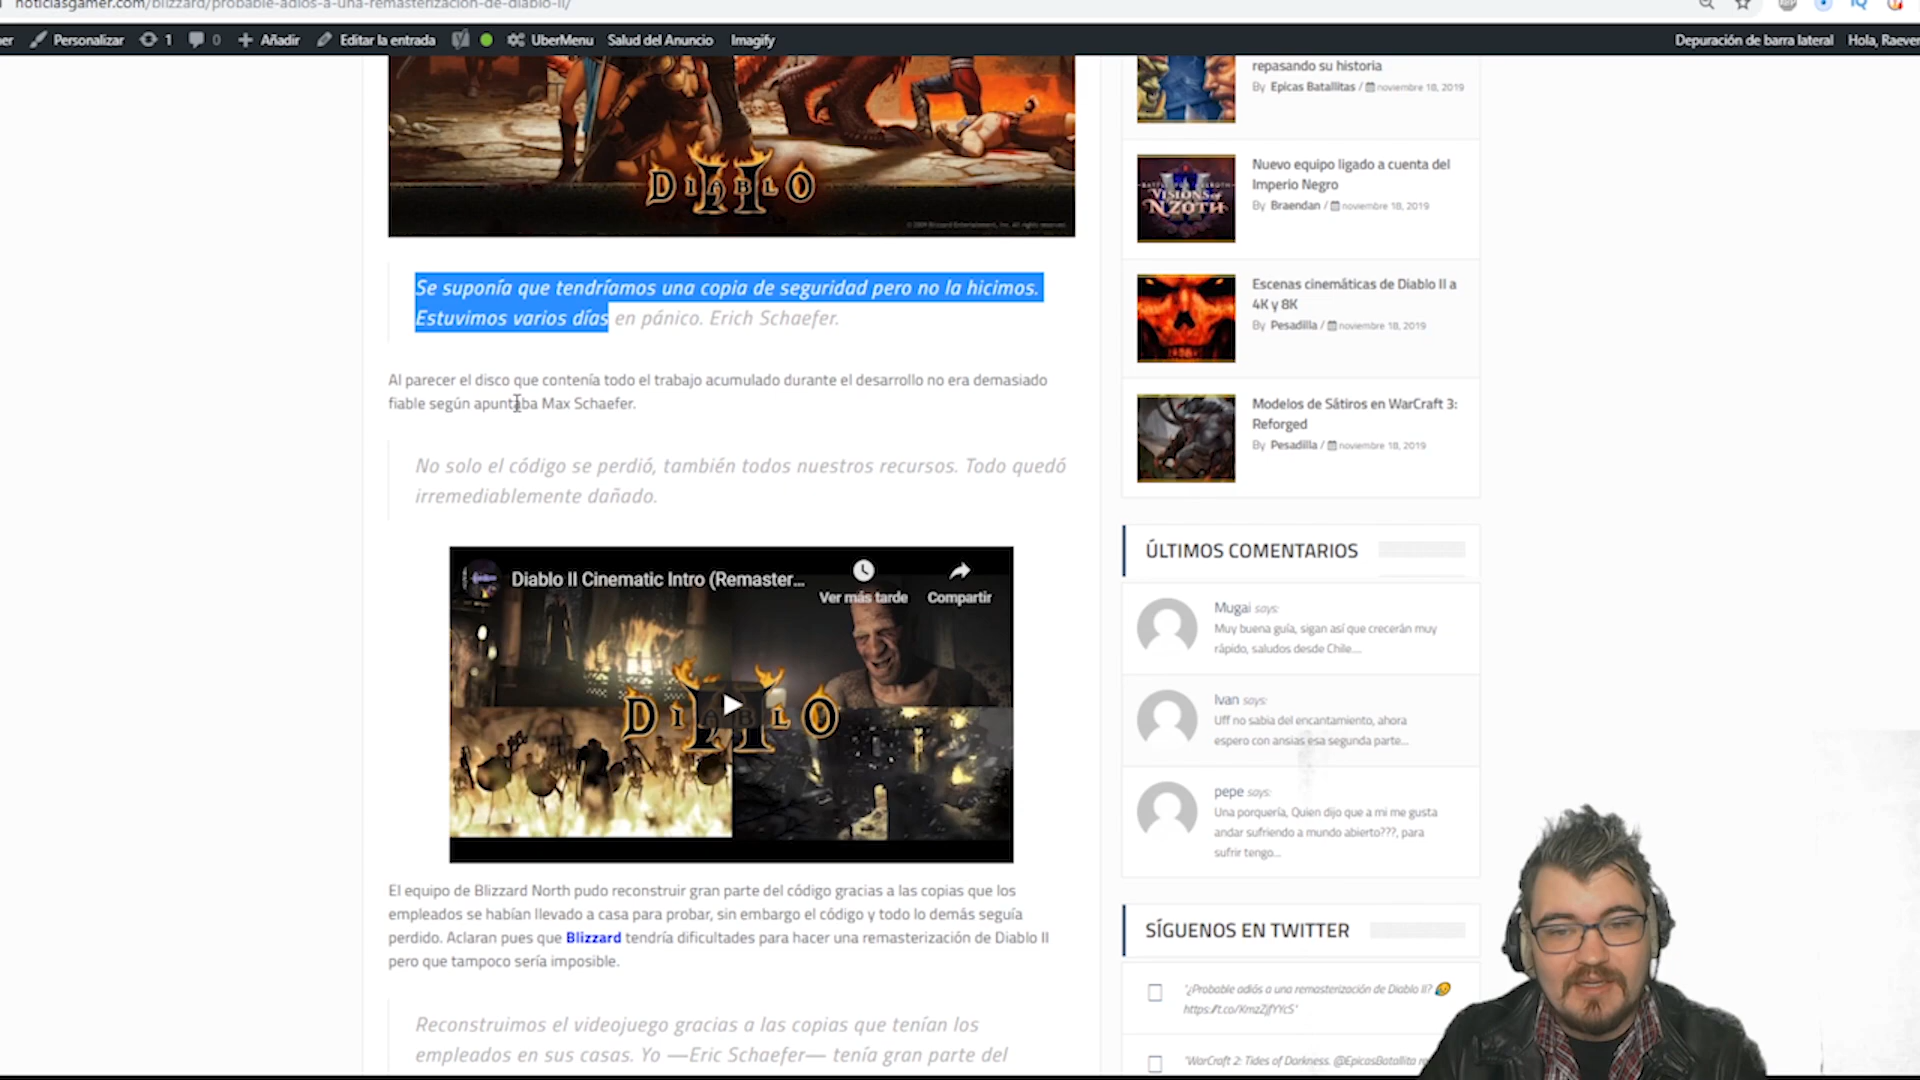 noticiasgamer.com/blizzard/probable-adios-a-una-remasterizacion-de-diablo-ii/
Personalizar 1 0 Añadir Editar la entrada UberMenu Salud del Anuncio Imagify
Depuración de barra lateral Hola, Raever
DIABLO
II
Se suponía que tendríamos una copia de seguridad pero no la hicimos.
Estuvimos varios días en pánico. Erich Schaefer.
Al parecer el disco que contenía todo el trabajo acumulado durante el desarrollo no era demasiado
fiable según apuntaba Max Schaefer.
No solo el código se perdió, también todos nuestros recursos. Todo quedó
irremediablemente dañado.
Diablo II Cinematic Intro (Remaster...
Ver más tarde
Compartir
DIABLO
II
El equipo de Blizzard North pudo reconstruir gran parte del código gracias a las copias que los
empleados se habían llevado a casa para probar, sin embargo el código y todo lo demás seguía
perdido. Aclaran pues que Blizzard tendría dificultades para hacer una remasterización de Diablo II
pero que tampoco sería imposible.
Reconstruimos el videojuego gracias a las copias que tenían los
empleados en sus casas. Yo —Eric Schaefer— tenía gran parte del
repasando su historia
By Epicas Batallitas / noviembre 18, 2019
VISIONS of
N'ZOTH
Nuevo equipo ligado a cuenta del
Imperio Negro
By Braendan / noviembre 18, 2019
Escenas cinemáticas de Diablo II a
4K y 8K
By Pesadilla / noviembre 18, 2019
Modelos de Sátiros en WarCraft 3:
Reforged
By Pesadilla / noviembre 18, 2019
ÚLTIMOS COMENTARIOS
Mugai says:
Muy buena guía, sigan así que crecerán muy
rápido, saludos desde Chile....
Ivan says:
Uff no sabia del encantamiento, ahora
espero con ansias esa segunda parte...
pepe says:
Una porquería, Quien dijo que a mi me gusta
andar sufriendo a mundo abierto???, para
sufrir tengo...
SÍGUENOS EN TWITTER
'¿Probable adiós a una remasterización de Diablo II?
https://t.co/KmzZjfYYcS'
'WarCraft 2: Tides of Darkness. @EpicasBatallita